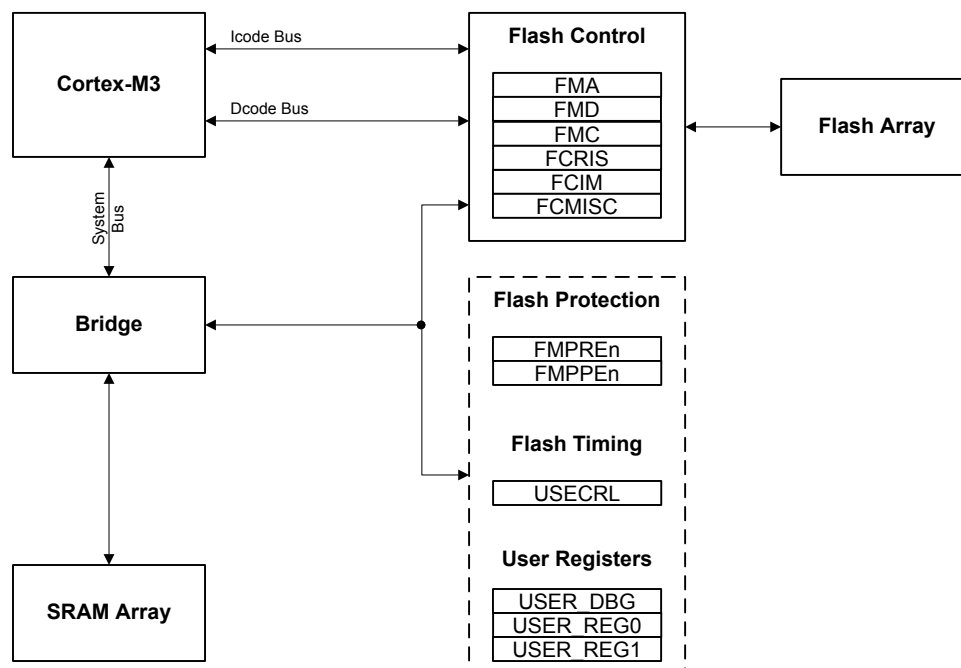 Cortex-M3
Icode Bus
Dcode Bus
System
Bus
Flash Control
FMA
FMD
FMC
FCRIS
FCIM
FCMISC
Flash Array
Bridge
Flash Protection
FMPREn
FMPPEn
Flash Timing
USECRL
User Registers
USER_DBG
USER_REG0
USER_REG1
SRAM Array